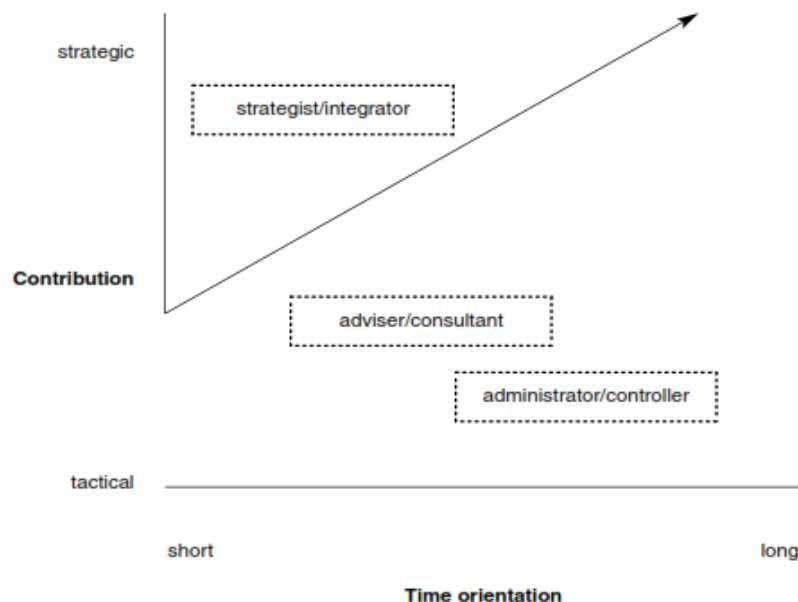 strategic
strategist/integrator
Contribution
adviser/consultant
administrator/controller
tactical
short
long
Time orientation